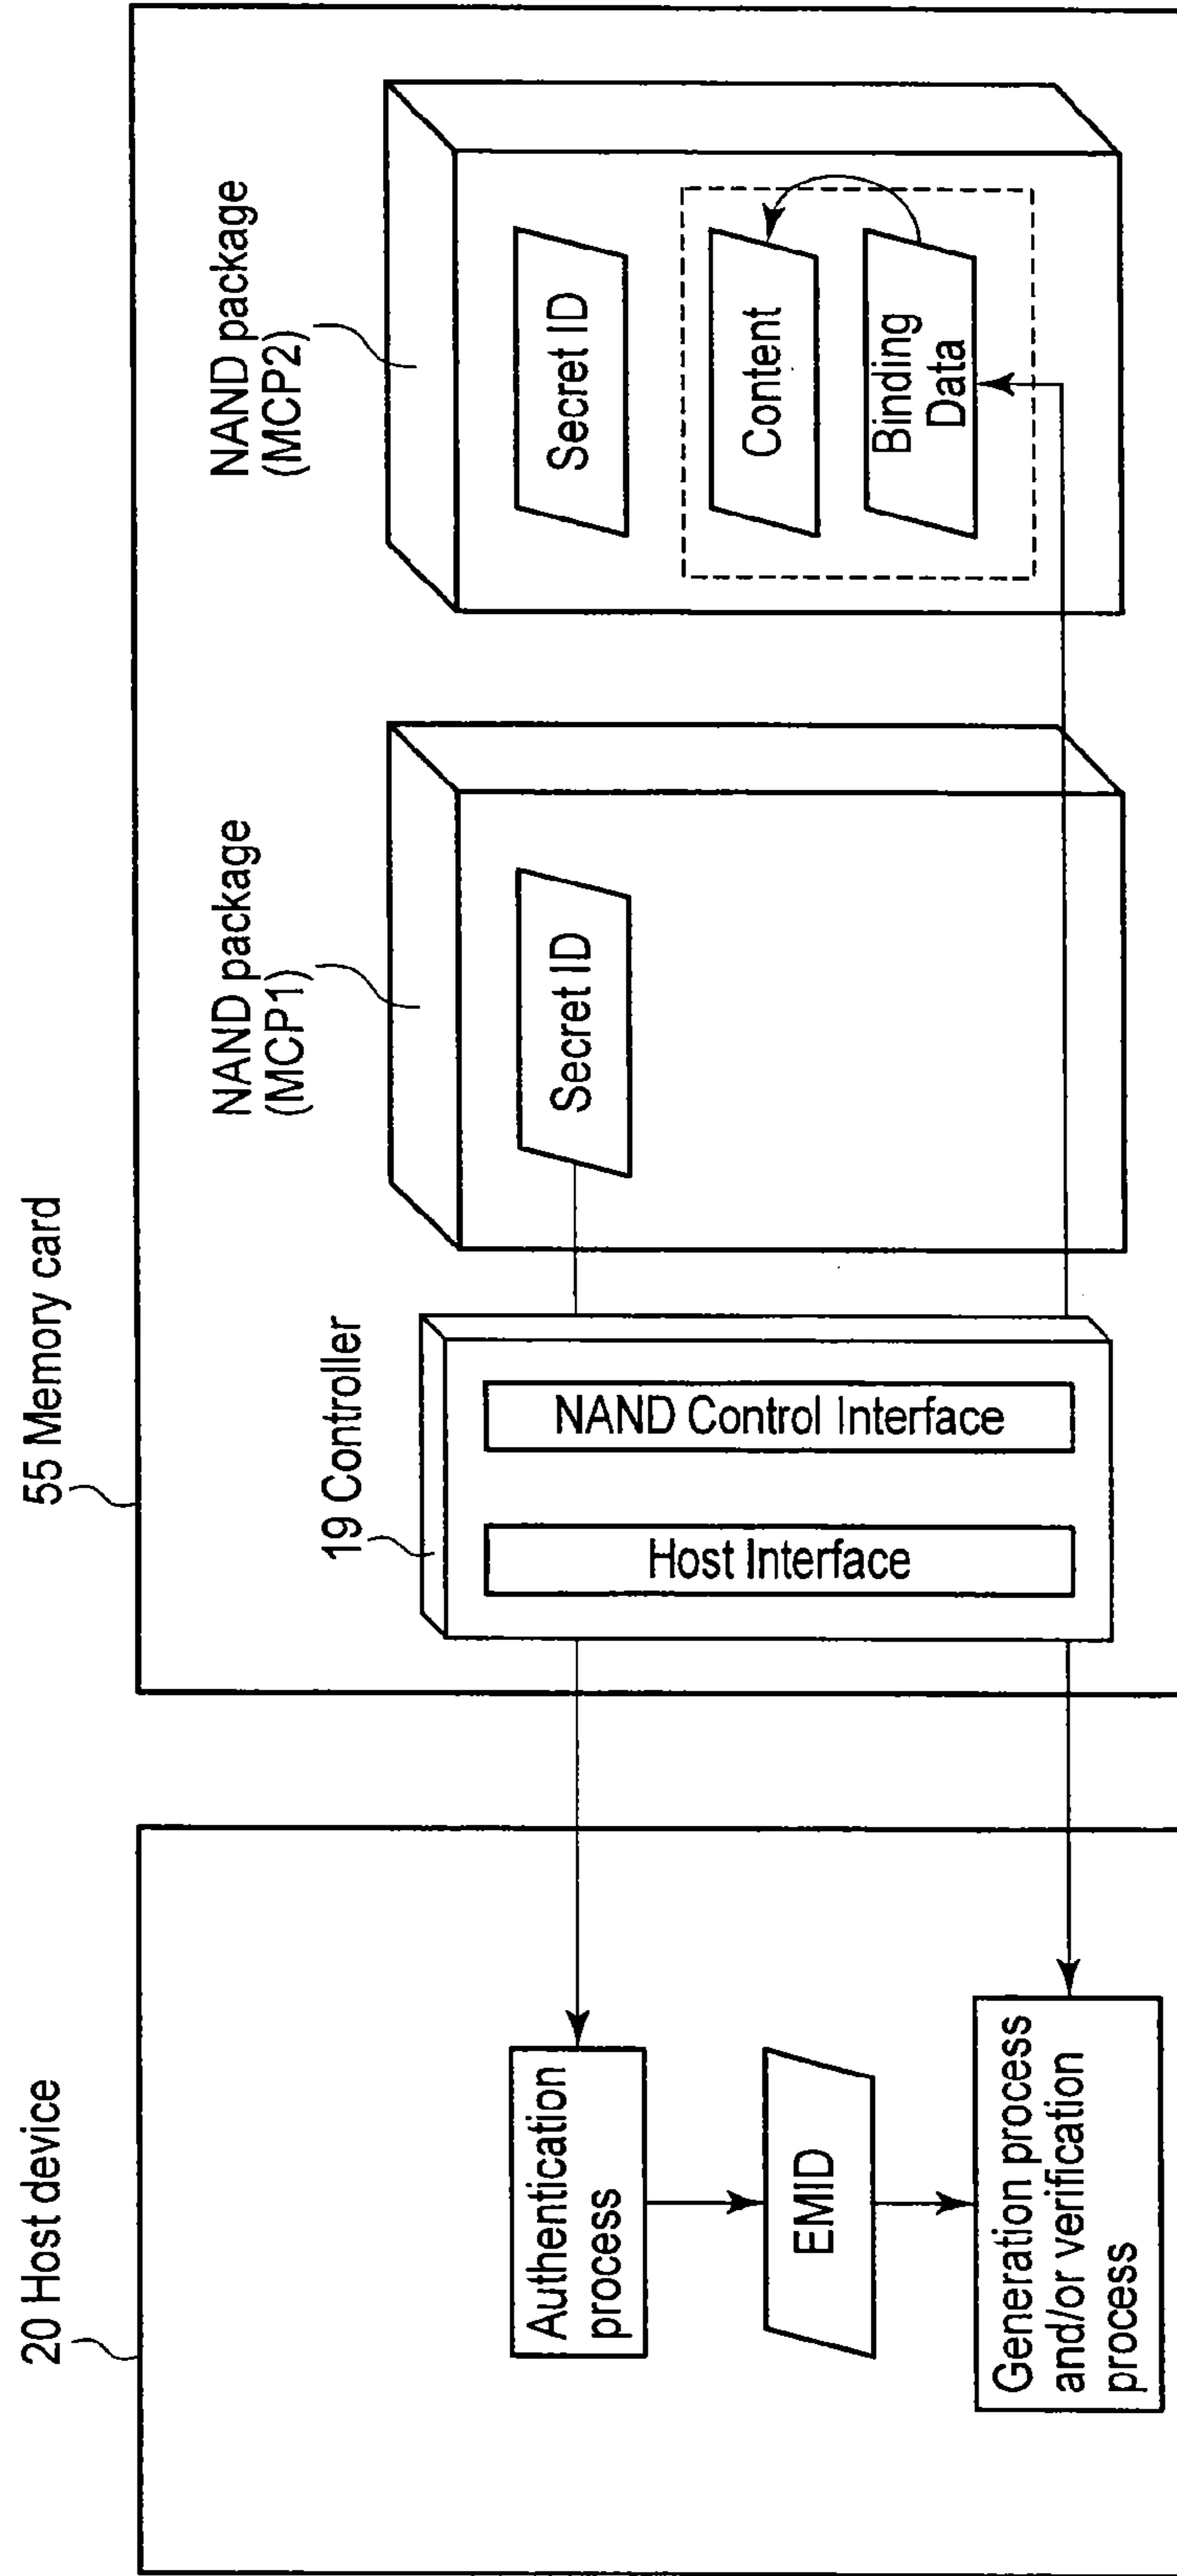 20 Host device
Authentication
process
EMID
Generation process
and/or verification
process
55 Memory card
19 Controller
Host Interface
NAND Control Interface
NAND package
(MCP1)
Secret ID
NAND package
(MCP2)
Secret ID
Content
Binding
Data